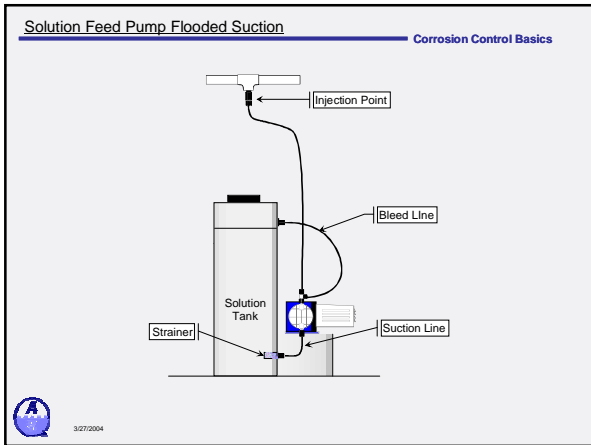 Solution Feed Pump Flooded Suction
Corrosion Control Basics
Injection Point
Bleed LIne
Solution
Tank
Strainer
Suction Line
A
3/27/2004